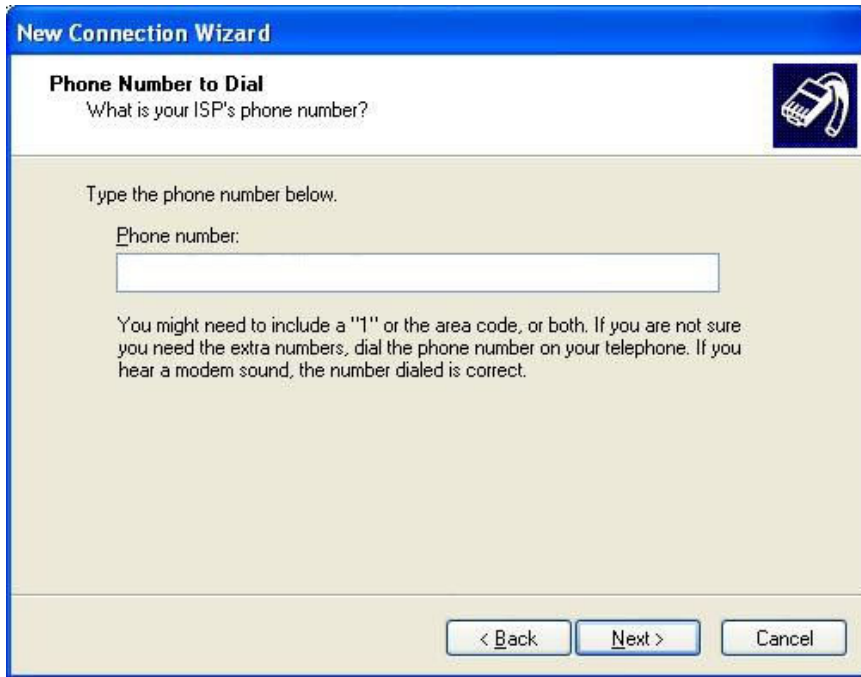 New Connection Wizard
Phone Number to Dial
What is your ISP's phone number?
Type the phone number below.
Phone number:
You might need to include a "1" or the area code, or both. If you are not sure
you need the extra numbers, dial the phone number on your telephone. If you
hear a modem sound, the number dialed is correct.
< Back Next > Cancel